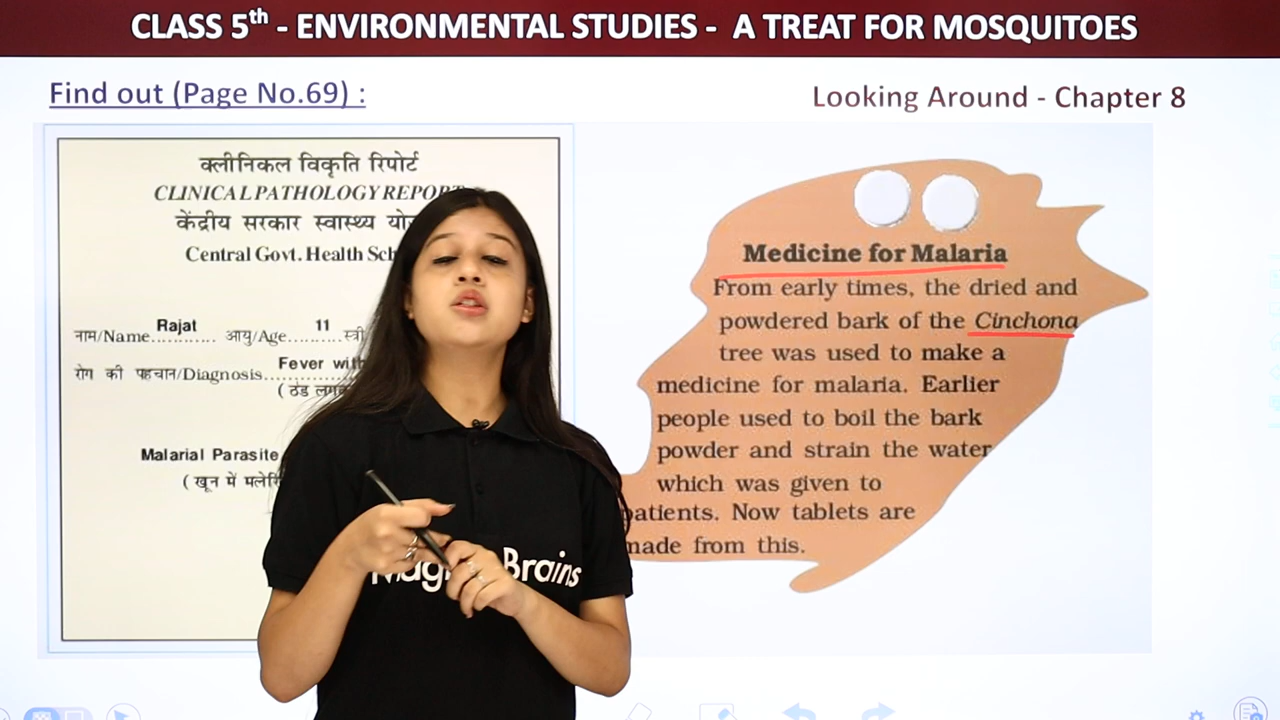 CLASS 5th - ENVIRONMENTAL STUDIES - A TREAT FOR MOSQUITOES
Find out (Page No.69) :
Looking Around - Chapter 8
क्लीनिकल विकृति रिपोर्ट
CLINICAL PATHOLOGY REPORT
केंद्रीय सरकार स्वास्थ्य
Central Govt. Health
नाम/Name Rajat ............ आयु/Age 11 ..........स्त्री
रोग की पहचान/Diagnosis Fever with
( ठंड
Malarial Parasite
( खून में
Medicine for Malaria
From early times, the dried and
powdered bark of the Cinchona
tree was used to make a
medicine for malaria. Earlier
people used to boil the bark
powder and strain the water
which was given to
patients. Now tablets are
made from this.
Brains